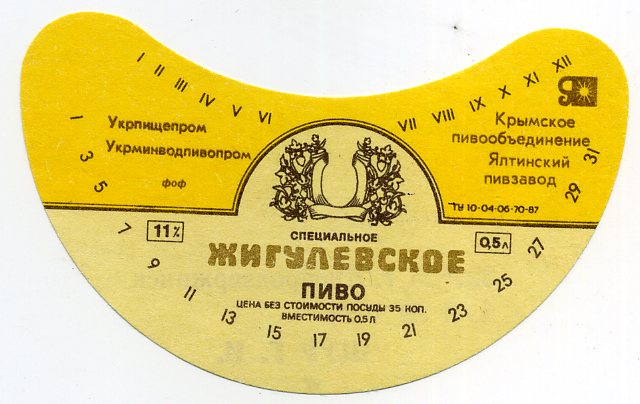 I II III IV V VI VII VIII IX X XI XII
Укрпищепром
Укрминводпивопром
фоф
Крымское
пивообъединение
Ялтинский
пивзавод
ТУ 10-04-06-70-87
11%
0,5 л
СПЕЦИАЛЬНОЕ
ЖИГУЛЕВСКОЕ
ПИВО
ЦЕНА БЕЗ СТОИМОСТИ ПОСУДЫ 35 КОП.
ВМЕСТИМОСТЬ 0,5 Л
1 3 5 7 9 11 13 15 17 19 21 23 25 27 29 31